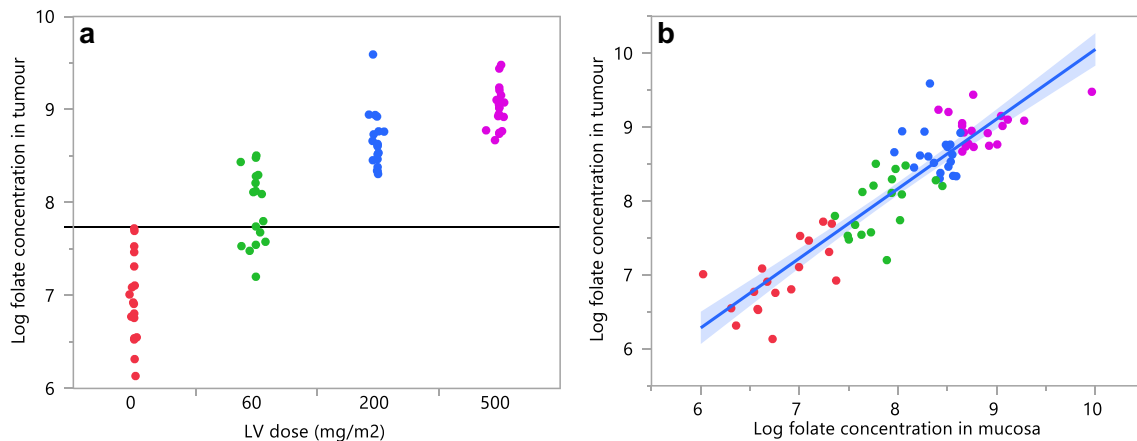 a
Log folate concentration in tumour
10
9
8
7
6
0 60 200 500
LV dose (mg/m2)
b
Log folate concentration in tumour
10
9
8
7
6
6 7 8 9 10
Log folate concentration in mucosa